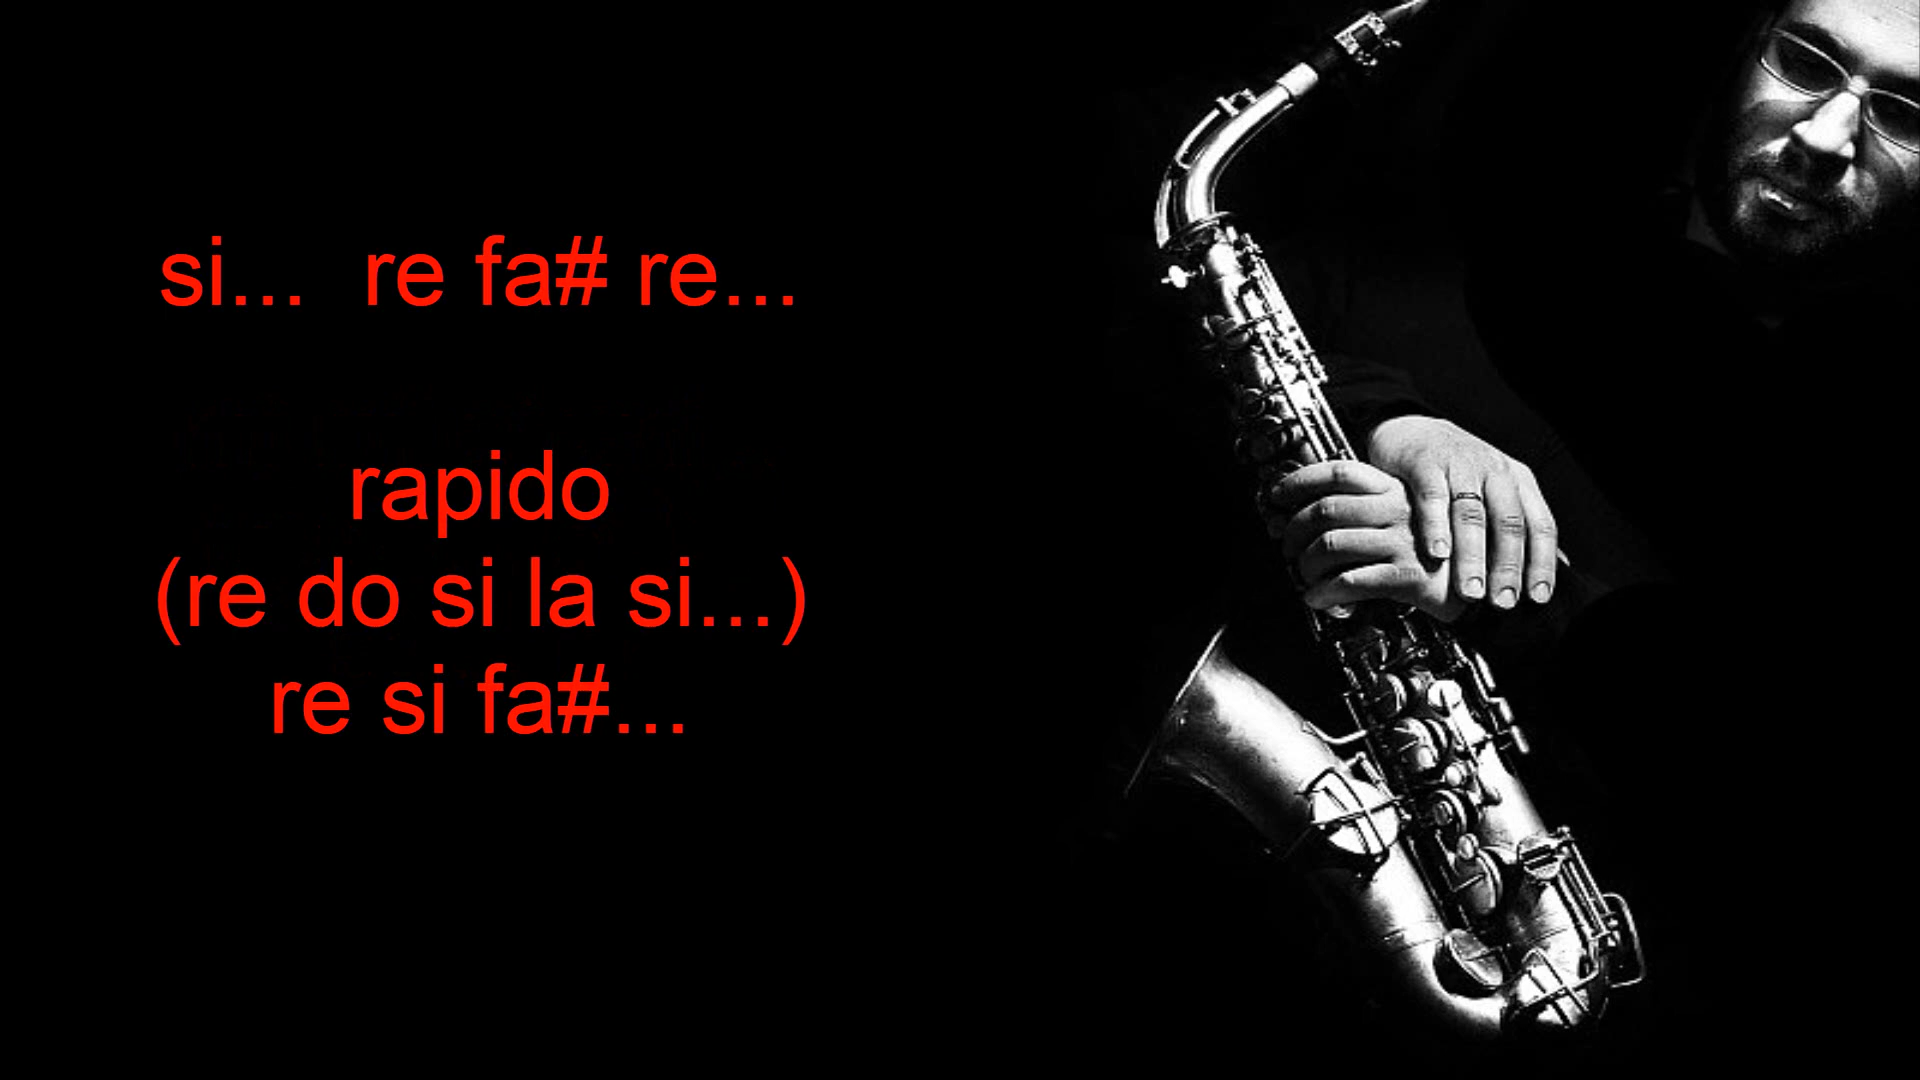 si...  re fa# re...
rapido
(re do si la si...)
re si fa#...